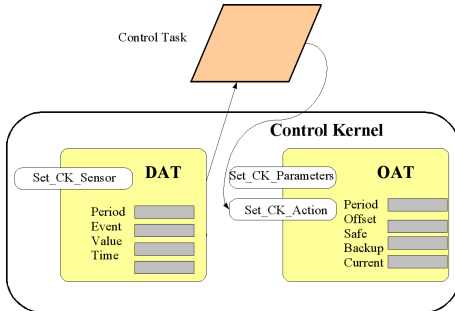 Control Task
Control Kernel
Set_CK_Sensor
DAT
Period
Event
Value
Time
Set_CK_Parameters
OAT
Set_CK_Action
Period
Offset
Safe
Backup
Current